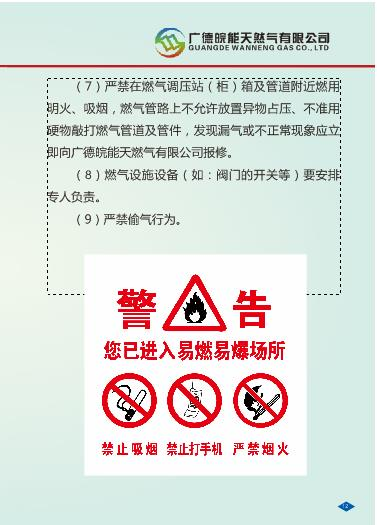 广德皖能天然气有限公司
GUANGDE WANNENG GAS CO., LTD
（7）严禁在燃气调压站（柜）箱及管道附近燃用
明火、吸烟，燃气管路上不允许放置异物占压、不准用
硬物敲打燃气管道及管件，发现漏气或不正常现象应立
即向广德皖能天燃气有限公司报修。
（8）燃气设施设备（如：阀门的开关等）要安排
专人负责。
（9）严禁偷气行为。
警告
您已进入易燃易爆场所
禁止吸烟 禁止打手机 严禁烟火